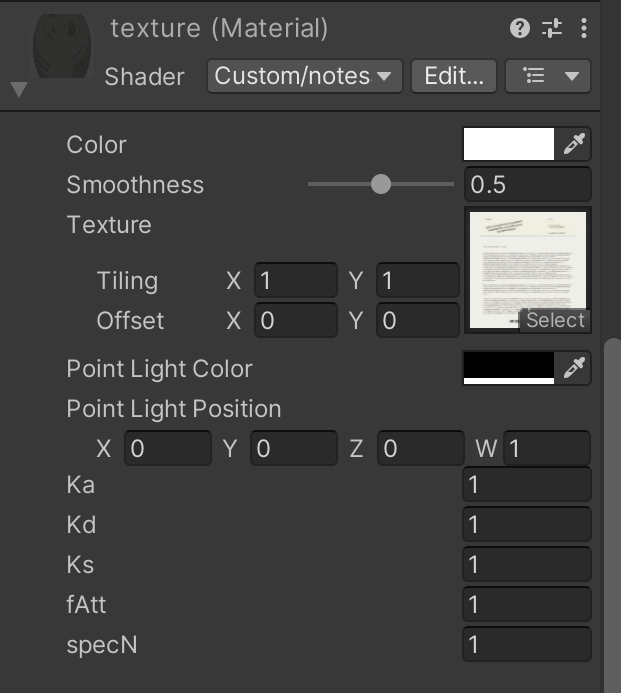 texture (Material)
Shader Custom/notes Edit...
Color
Smoothness 0.5
Texture
Tiling X 1 Y 1
Offset X 0 Y 0
Select
Point Light Color
Point Light Position
X 0 Y 0 Z 0 W 1
Ka 1
Kd 1
Ks 1
fAtt 1
specN 1